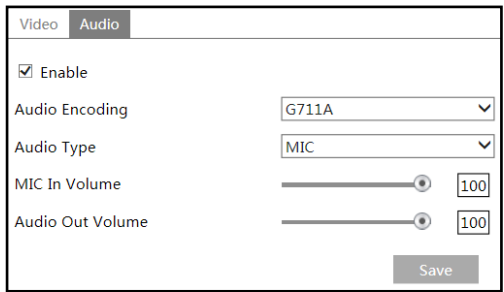 Video Audio
Enable
Audio Encoding G711A
Audio Type MIC
MIC In Volume 100
Audio Out Volume 100
Save